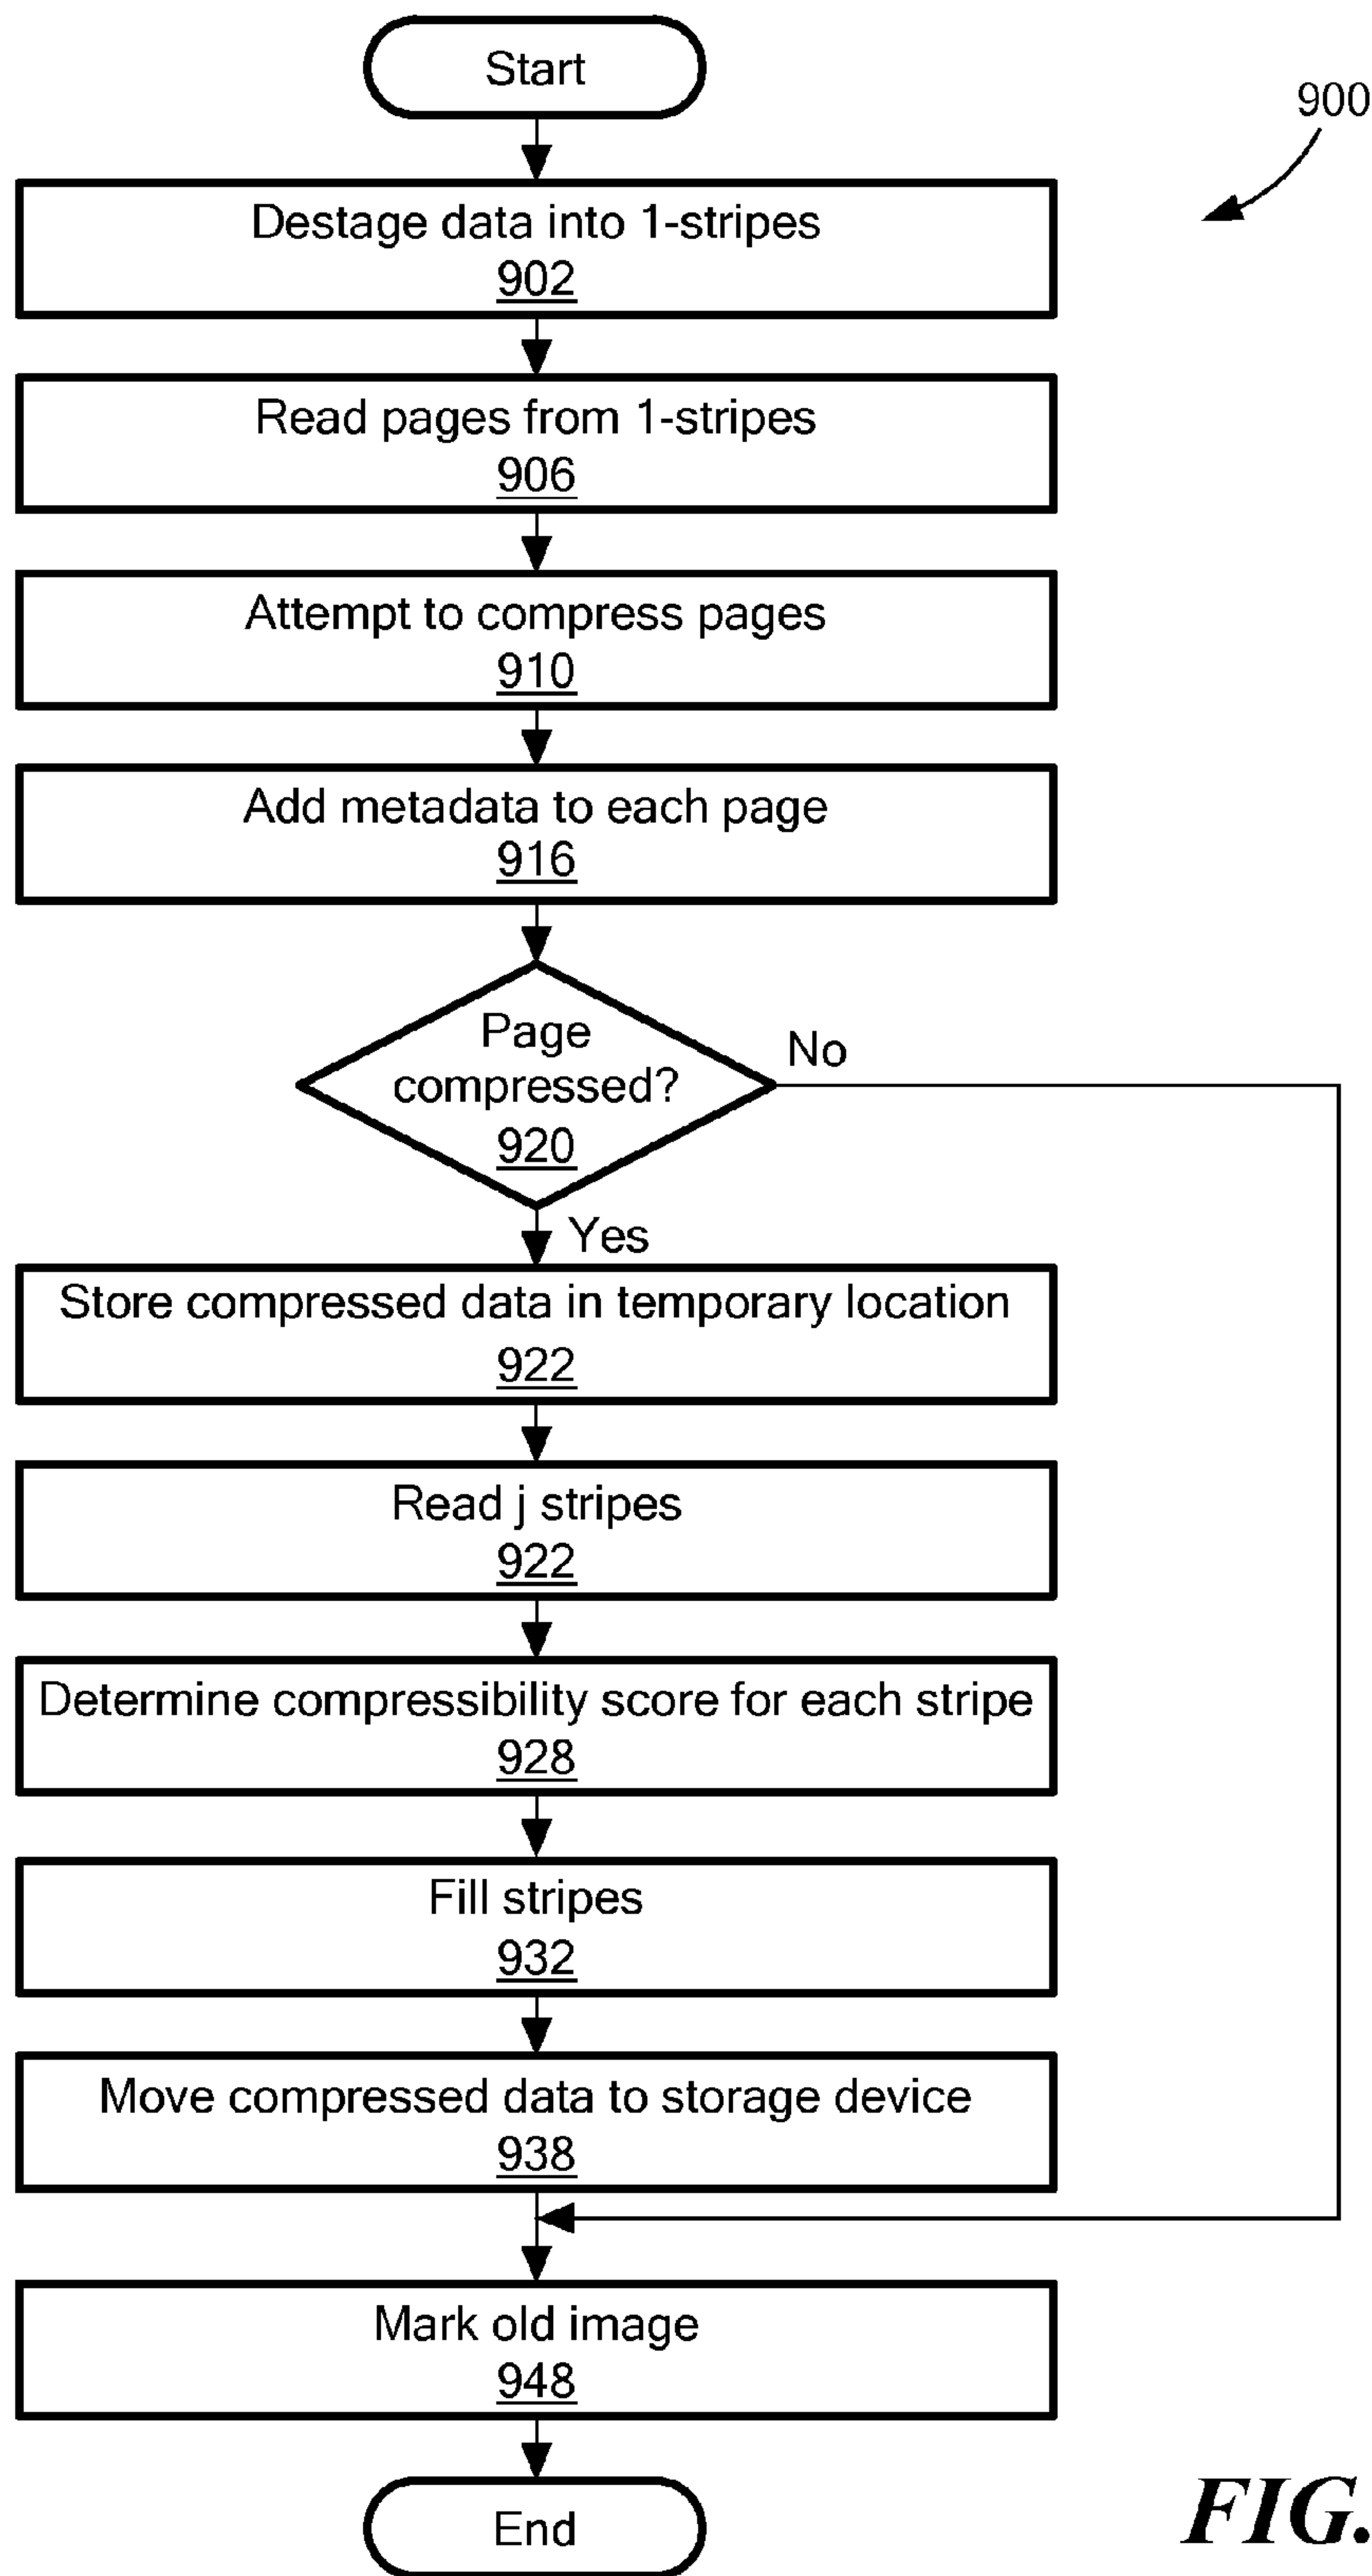 Start
900
Destage data into 1-stripes
902
Read pages from 1-stripes
906
Attempt to compress pages
910
Add metadata to each page
916
Page
compressed?
920
No
Yes
Store compressed data in temporary location
922
Read j stripes
922
Determine compressibility score for each stripe
928
Fill stripes
932
Move compressed data to storage device
938
Mark old image
948
End
FIG.